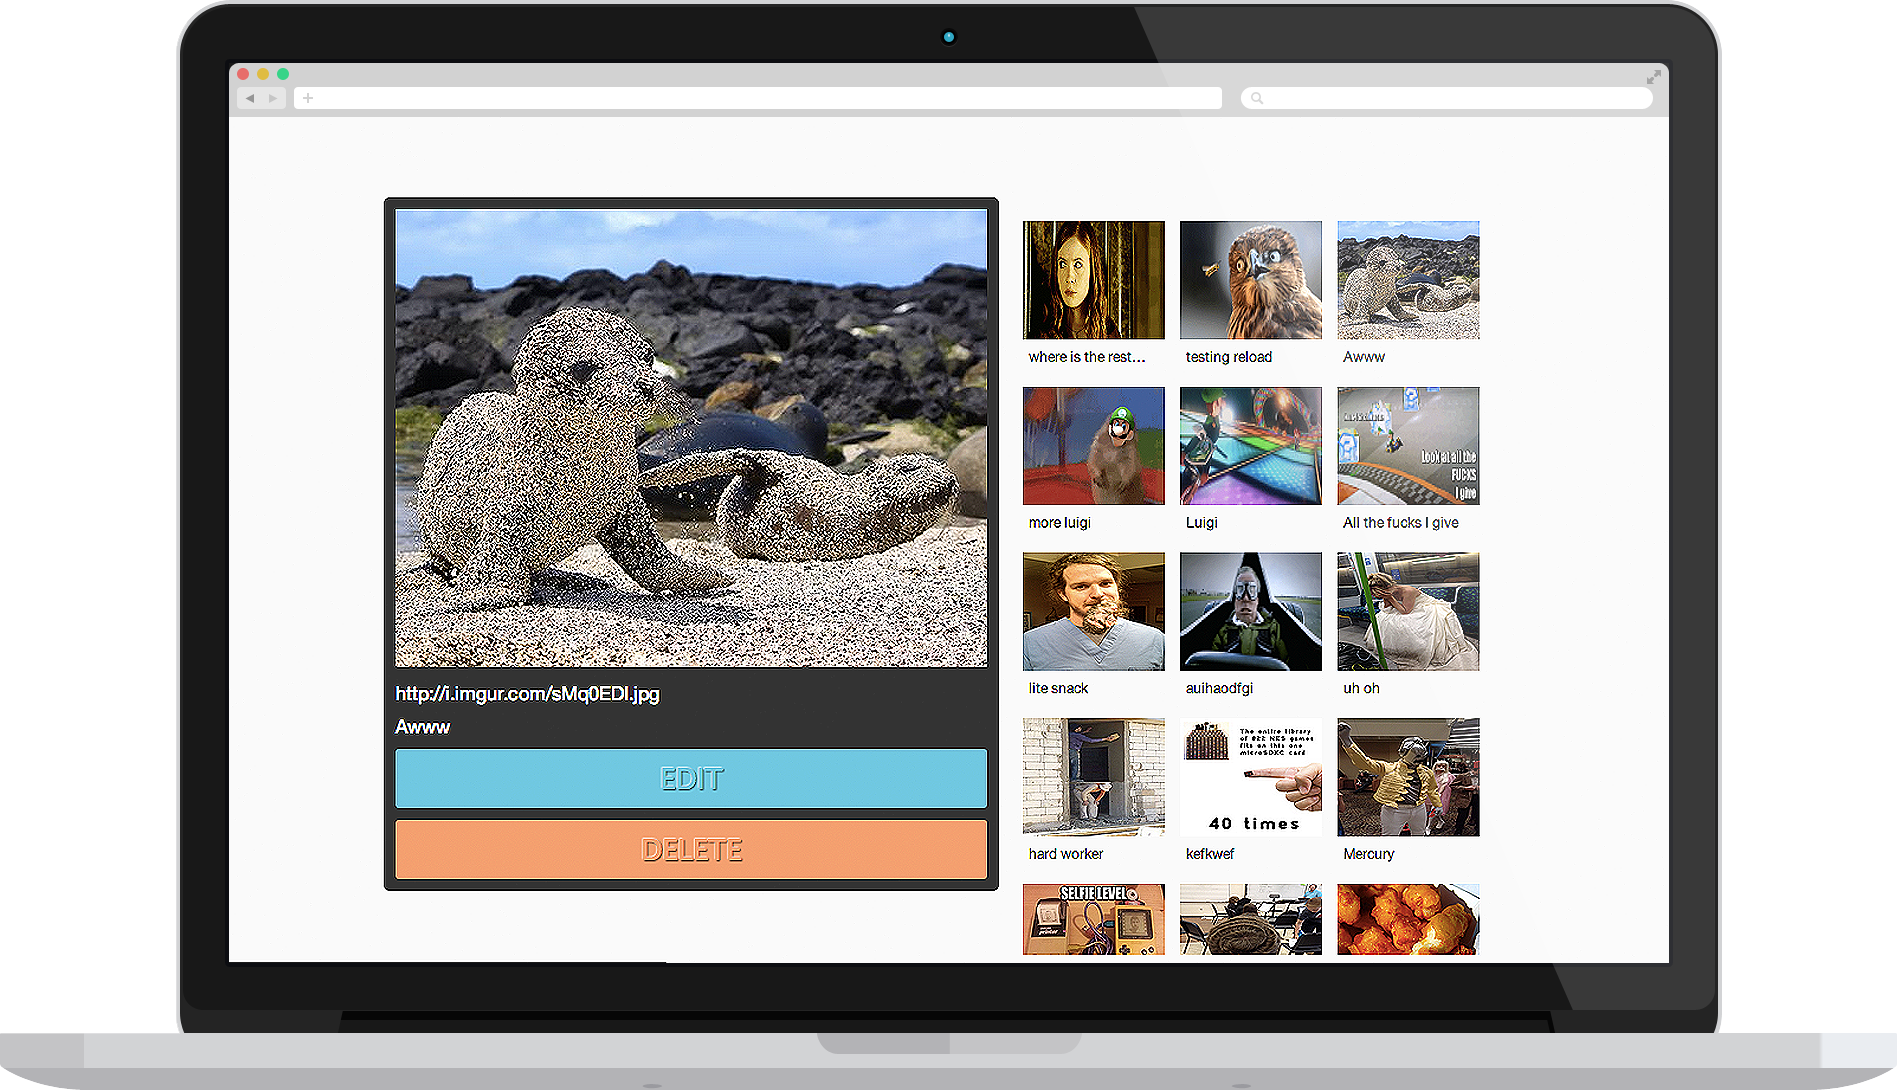 http://i.imgur.com/sMq0EDl.jpg
Awww
EDIT
DELETE
where is the rest...
testing reload
Awww
Look at all the
FUCKS
I give
more luigi
Luigi
All the fucks I give
lite snack
auihaodfgi
uh oh
The entire library
of 822 NES games
fits on this one
microSDXC card
40 times
hard worker
kefkwef
Mercury
SELFIE LEVEL